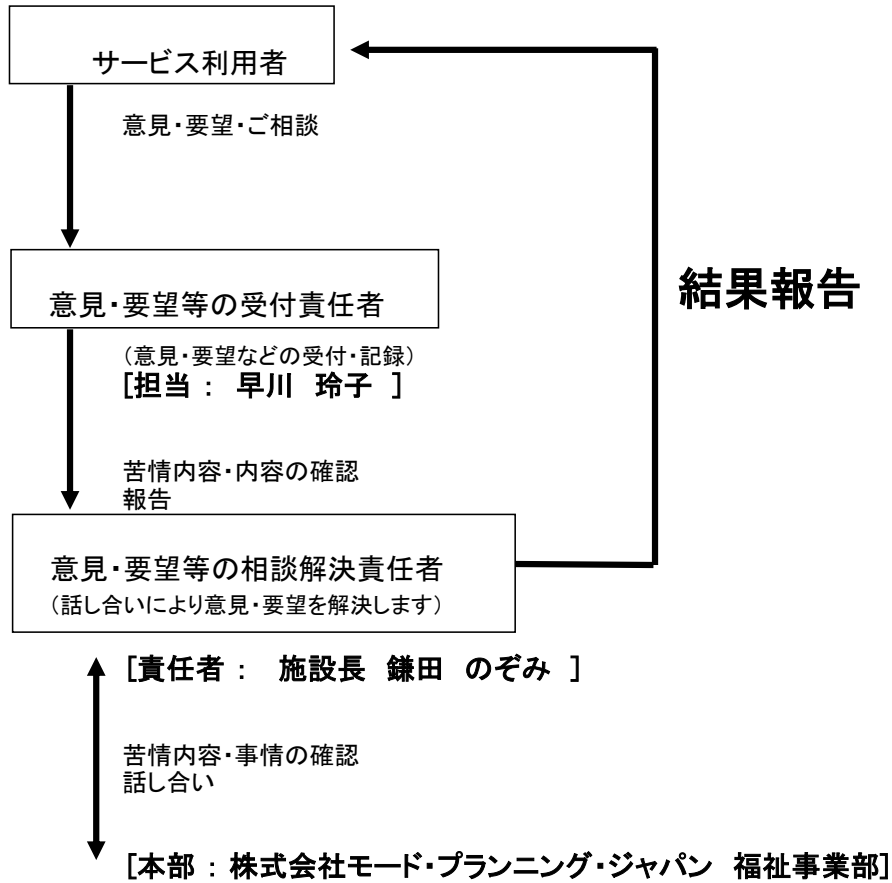 サービス利用者
意見・要望・ご相談
意見・要望等の受付責任者
（意見・要望などの受付・記録）
［担当： 早川 玲子 ］
苦情内容・内容の確認
報告
意見・要望等の相談解決責任者
（話し合いにより意見・要望を解決します）
［責任者： 施設長 鎌田 のぞみ ］
苦情内容・事情の確認
話し合い
［本部：株式会社モード・プランニング・ジャパン 福祉事業部］
結果報告